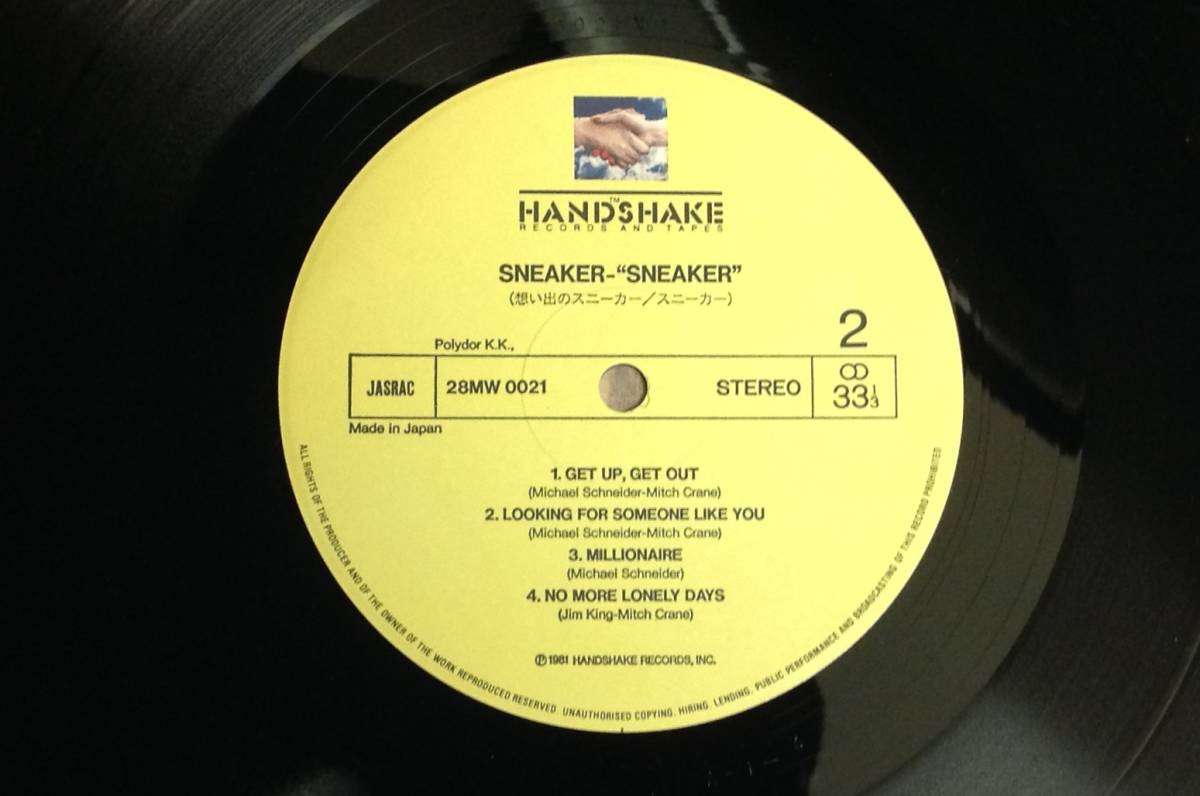 HANDSHAKE™
RECORDS AND TAPES
SNEAKER-“SNEAKER”
(想い出のスニーカー／スニーカー)
2
Polydor K.K.,
JASRAC
28MW 0021
STEREO
33⅓
Made in Japan
1. GET UP, GET OUT
(Michael Schneider-Mitch Crane)
2. LOOKING FOR SOMEONE LIKE YOU
(Michael Schneider-Mitch Crane)
3. MILLIONAIRE
(Michael Schneider)
4. NO MORE LONELY DAYS
(Jim King-Mitch Crane)
Ⓟ1981 HANDSHAKE RECORDS, INC.
ALL RIGHTS OF THE PRODUCER AND OF THE OWNER OF THE WORK REPRODUCED RESERVED. UNAUTHORISED COPYING, HIRING, LENDING, PUBLIC PERFORMANCE AND BROADCASTING OF THIS RECORD PROHIBITED